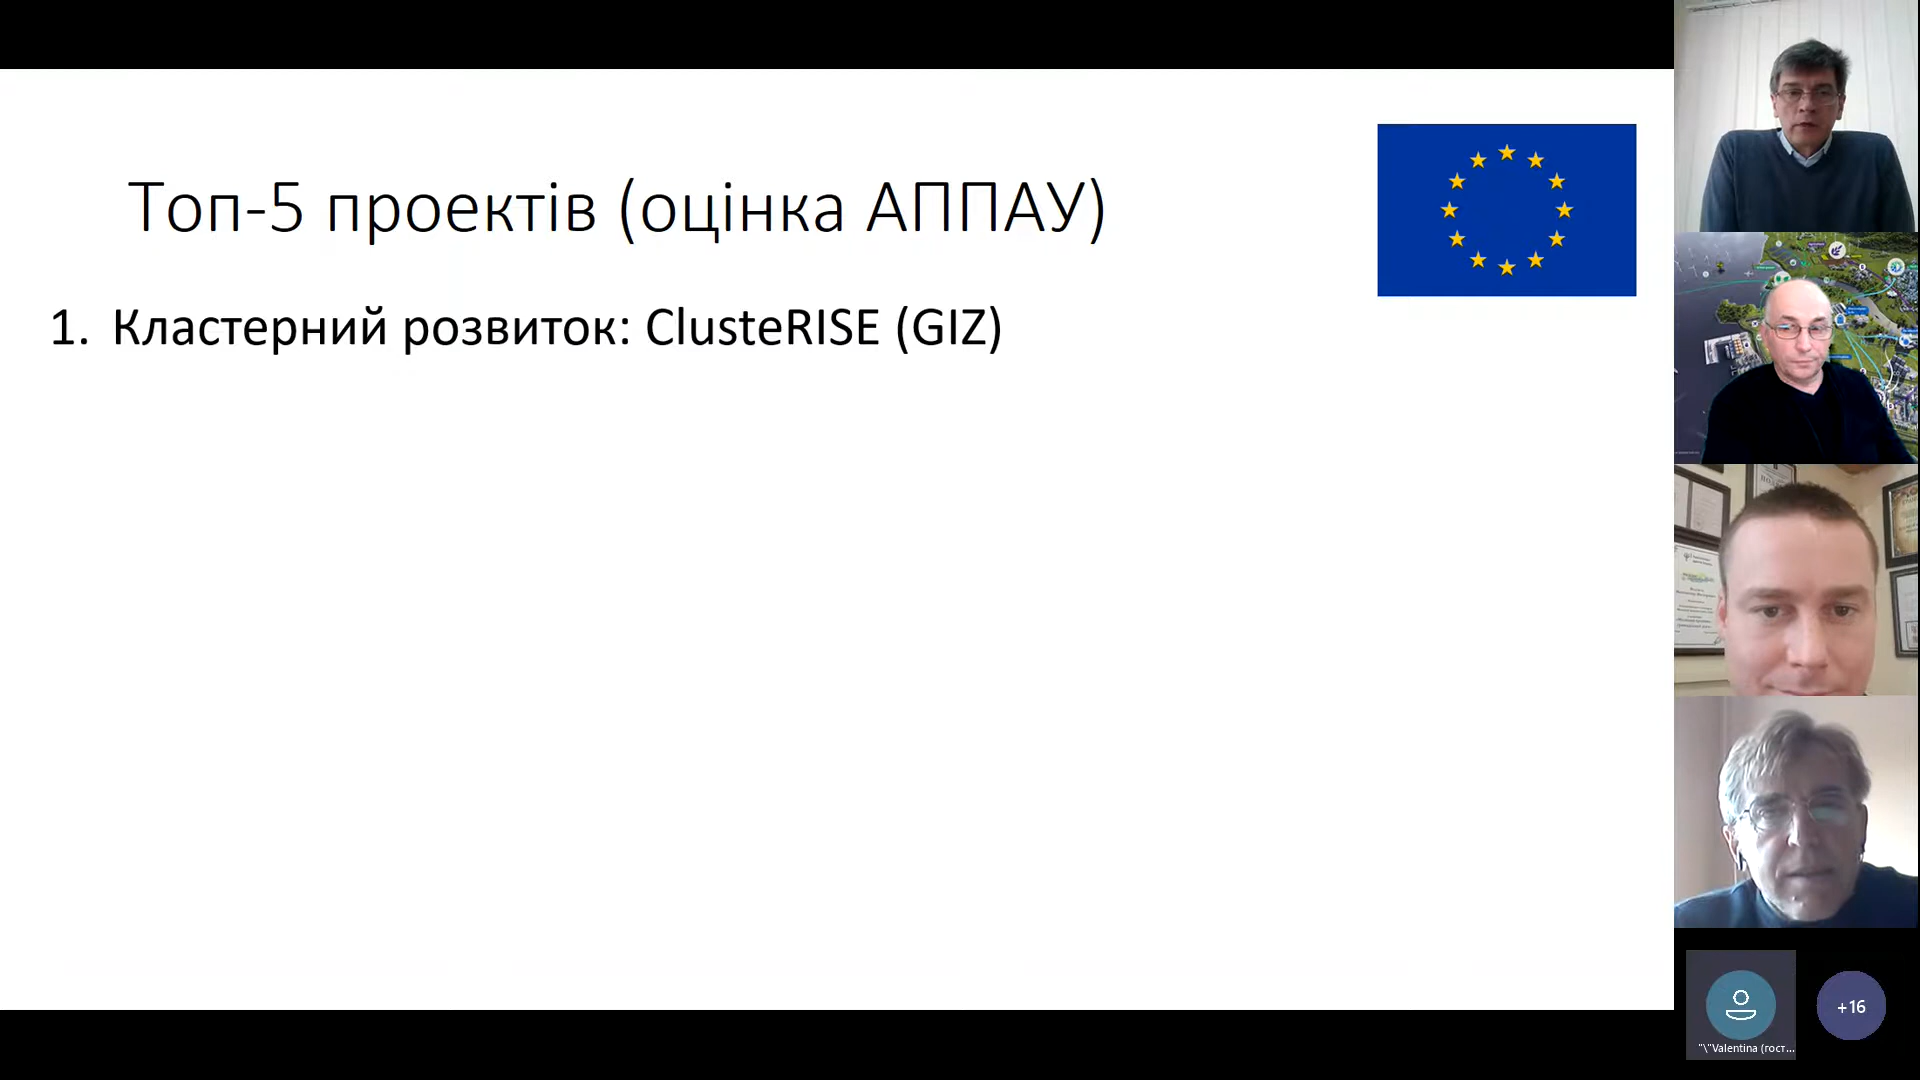 Топ-5 проектів (оцінка АППАУ)
1. Кластерний розвиток: ClusteRISE (GIZ)
"\"Valentina (гост...
+16